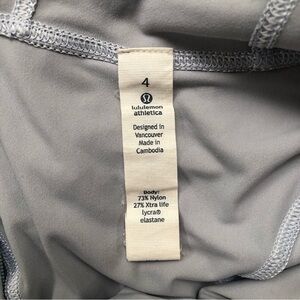 4
lululemon
athletica
Designed in
Vancouver
Made in
Cambodia
Body:
73% Nylon
27% Xtra life
lycra®
elastane